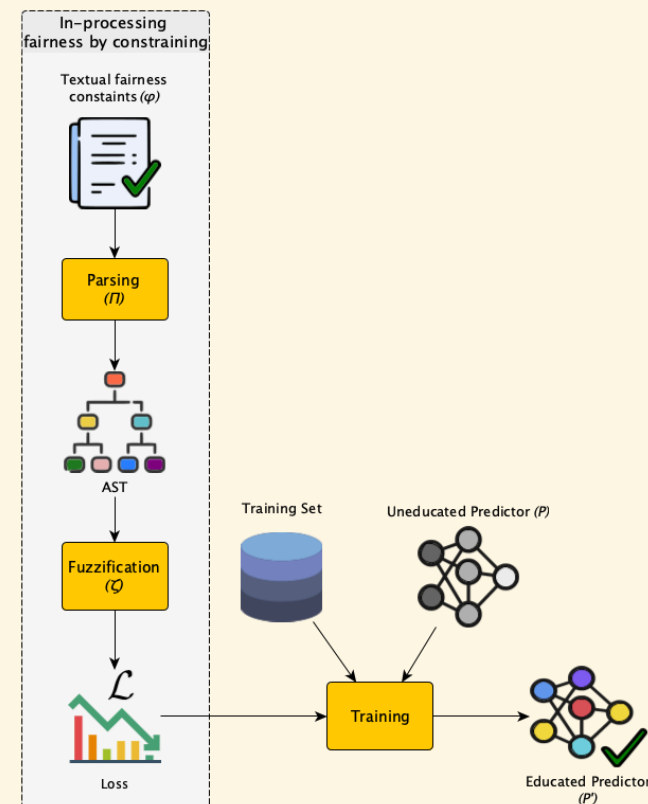 In-processing
fairness by constraining
Textual fairness
constaints (φ)
Parsing
(Π)
AST
Fuzzification
(ζ)
ℒ
Loss
Training Set
Uneducated Predictor (P)
Training
Educated Predictor
(P')